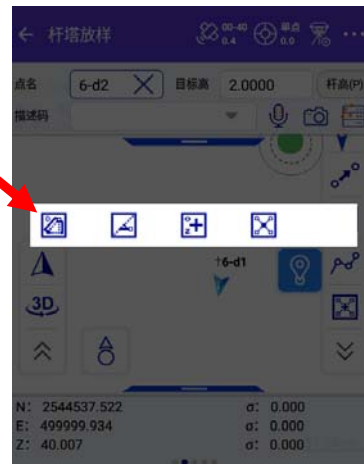 杆塔放样 00-40 0.4 单点 0.0
点名 6-d2 目标高 2.0000 杆高(P)
描述码
z +
↑6-d1
3D
N: 2544537.522 σ: 0.000
E: 499999.934 σ: 0.000
Z: 40.007 σ: 0.000